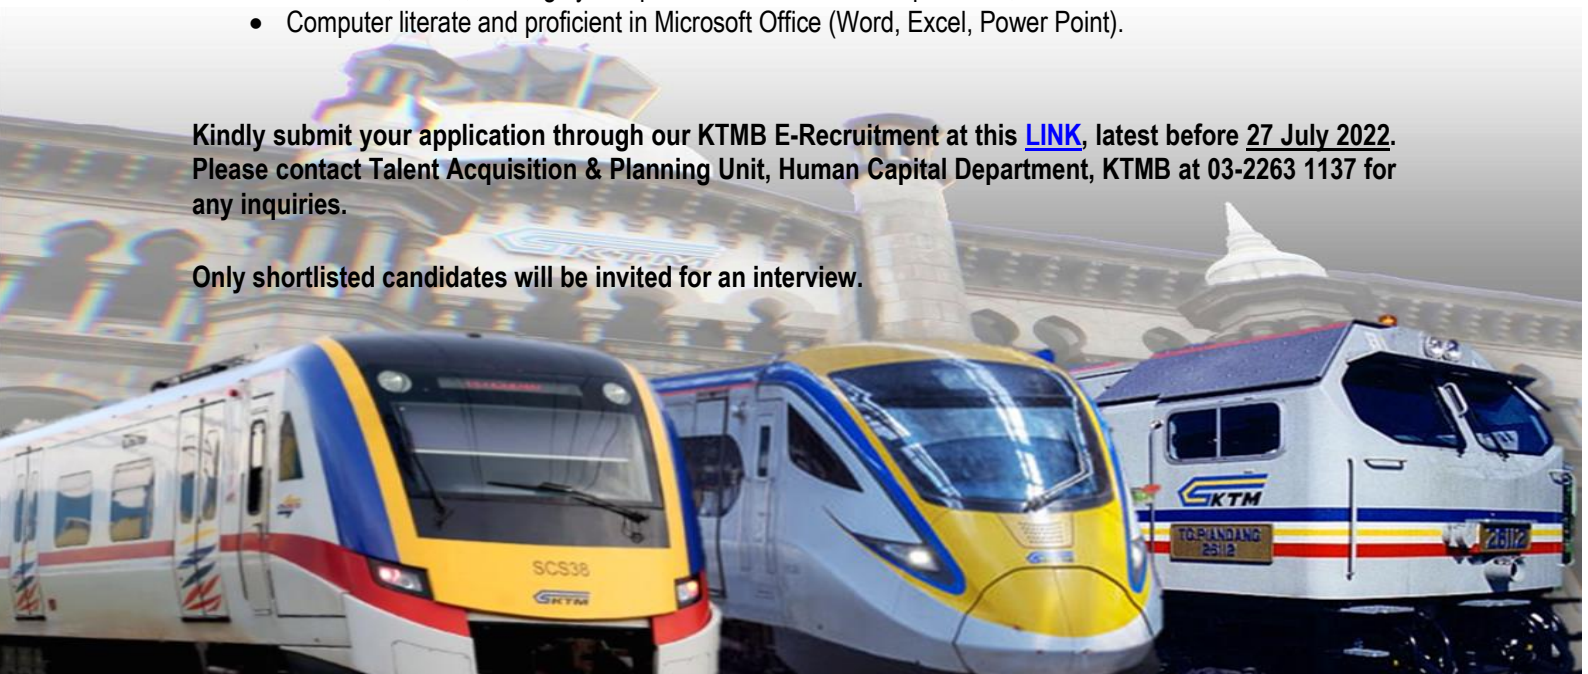 • Computer literate and proficient in Microsoft Office (Word, Excel, Power Point).
Kindly submit your application through our KTMB E-Recruitment at this LINK, latest before 27 July 2022.
Please contact Talent Acquisition & Planning Unit, Human Capital Department, KTMB at 03-2263 1137 for
any inquiries.
KTM
Only shortlisted candidates will be invited for an interview.
KTM
TG.PIANDANG
26112
26112
SCS38
KTM